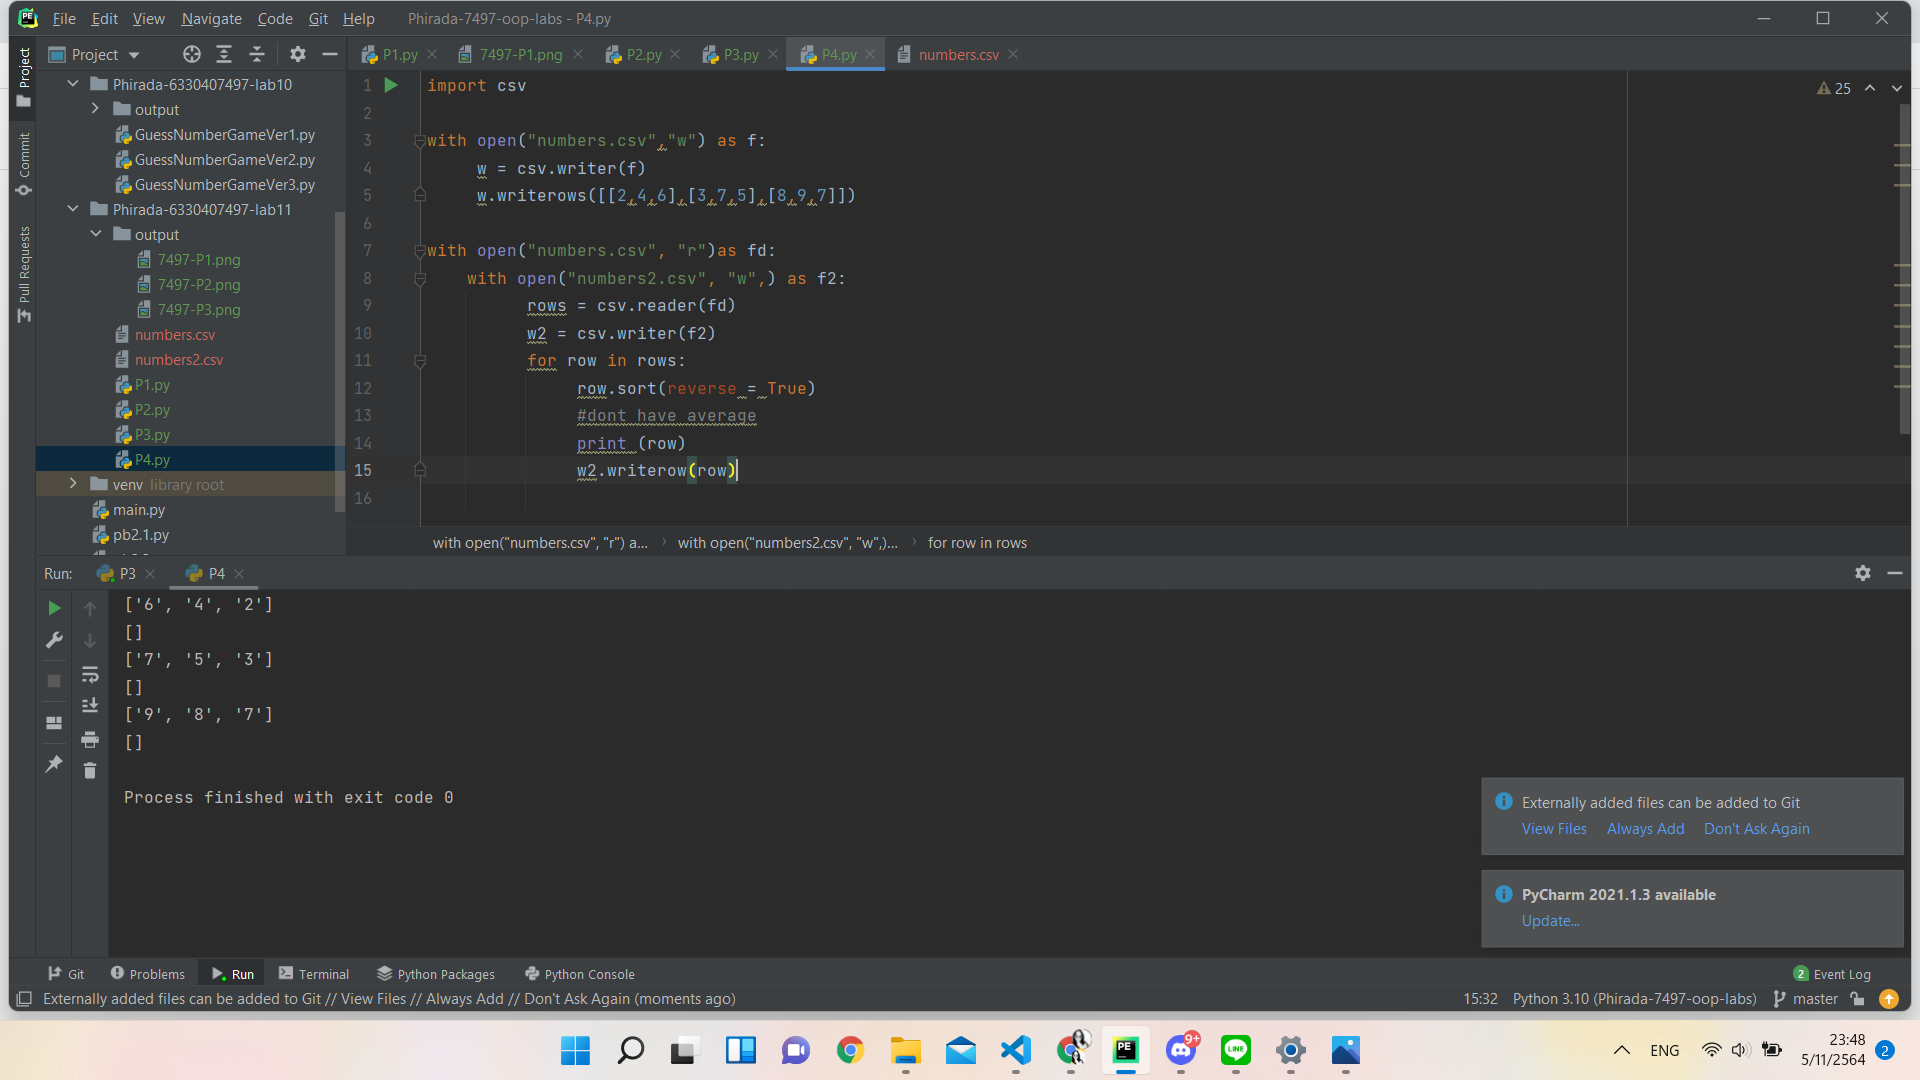 File Edit View Navigate Code Git Help Phirada-7497-oop-labs - P4.py
Project
P1.py 7497-P1.png P2.py P3.py P4.py numbers.csv
Project
Commit
Pull Requests
Phirada-6330407497-lab10
output
GuessNumberGameVer1.py
GuessNumberGameVer2.py
GuessNumberGameVer3.py
Phirada-6330407497-lab11
output
7497-P1.png
7497-P2.png
7497-P3.png
numbers.csv
numbers2.csv
P1.py
P2.py
P3.py
P4.py
venv library root
main.py
pb2.1.py
25
1 import csv
2
3 with open("numbers.csv","w") as f:
4 w = csv.writer(f)
5 w.writerows([[2,4,6],[3,7,5],[8,9,7]])
6
7 with open("numbers.csv", "r")as fd:
8 with open("numbers2.csv", "w",) as f2:
9 rows = csv.reader(fd)
10 w2 = csv.writer(f2)
11 for row in rows:
12 row.sort(reverse = True)
13 #dont have average
14 print (row)
15 w2.writerow(row)
16
with open("numbers.csv", "r") a... with open("numbers2.csv", "w",)... for row in rows
Run: P3 P4
['6', '4', '2']
[]
['7', '5', '3']
[]
['9', '8', '7']
[]
Process finished with exit code 0
Externally added files can be added to Git
View Files Always Add Don't Ask Again
PyCharm 2021.1.3 available
Update...
Git Problems Run Terminal Python Packages Python Console 2 Event Log
Externally added files can be added to Git // View Files // Always Add // Don't Ask Again (moments ago) 15:32 Python 3.10 (Phirada-7497-oop-labs) master
PE 9+ LINE ENG 23:48
5/11/2564 2